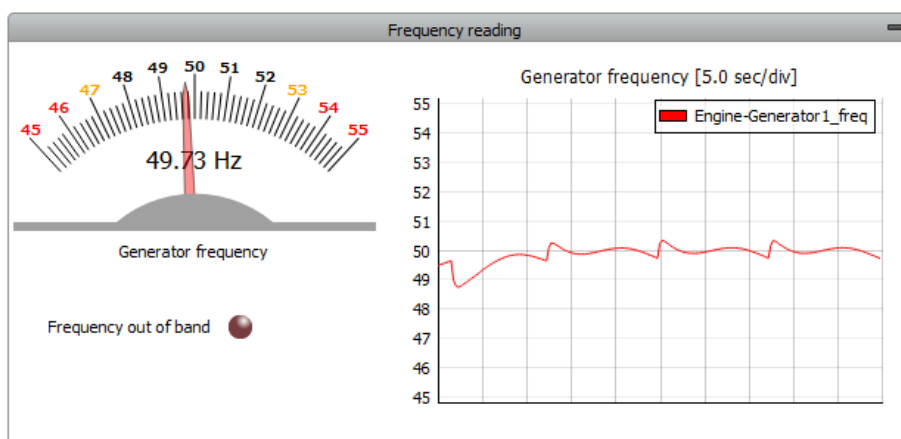 Frequency reading
45 46 47 48 49 50 51 52 53 54 55
49.73 Hz
Generator frequency
Frequency out of band
Generator frequency [5.0 sec/div]
Engine-Generator1_freq
55
54
53
52
51
50
49
48
47
46
45